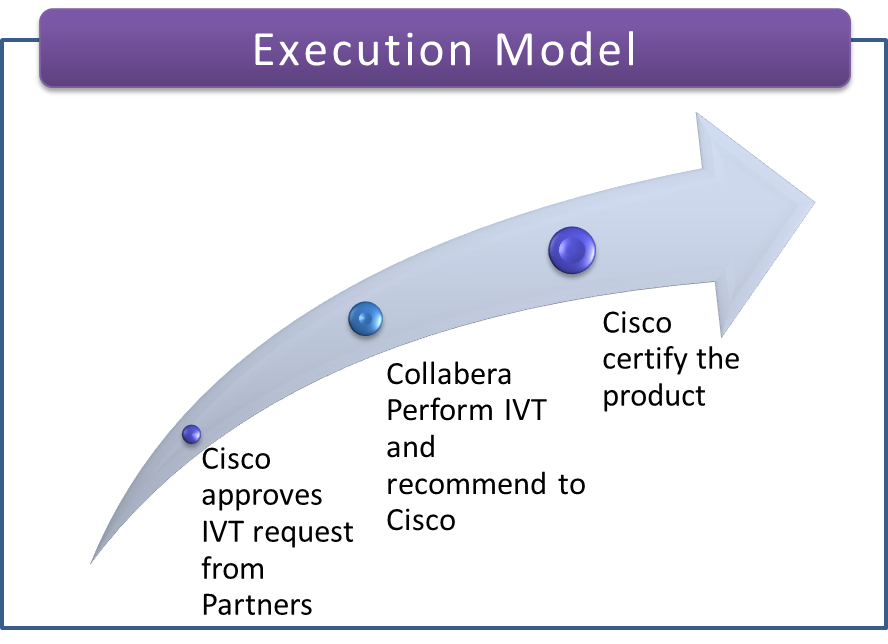 Execution Model
Cisco
approves
IVT request
from
Partners
Collabera
Perform IVT
and
recommend to
Cisco
Cisco
certify the
product